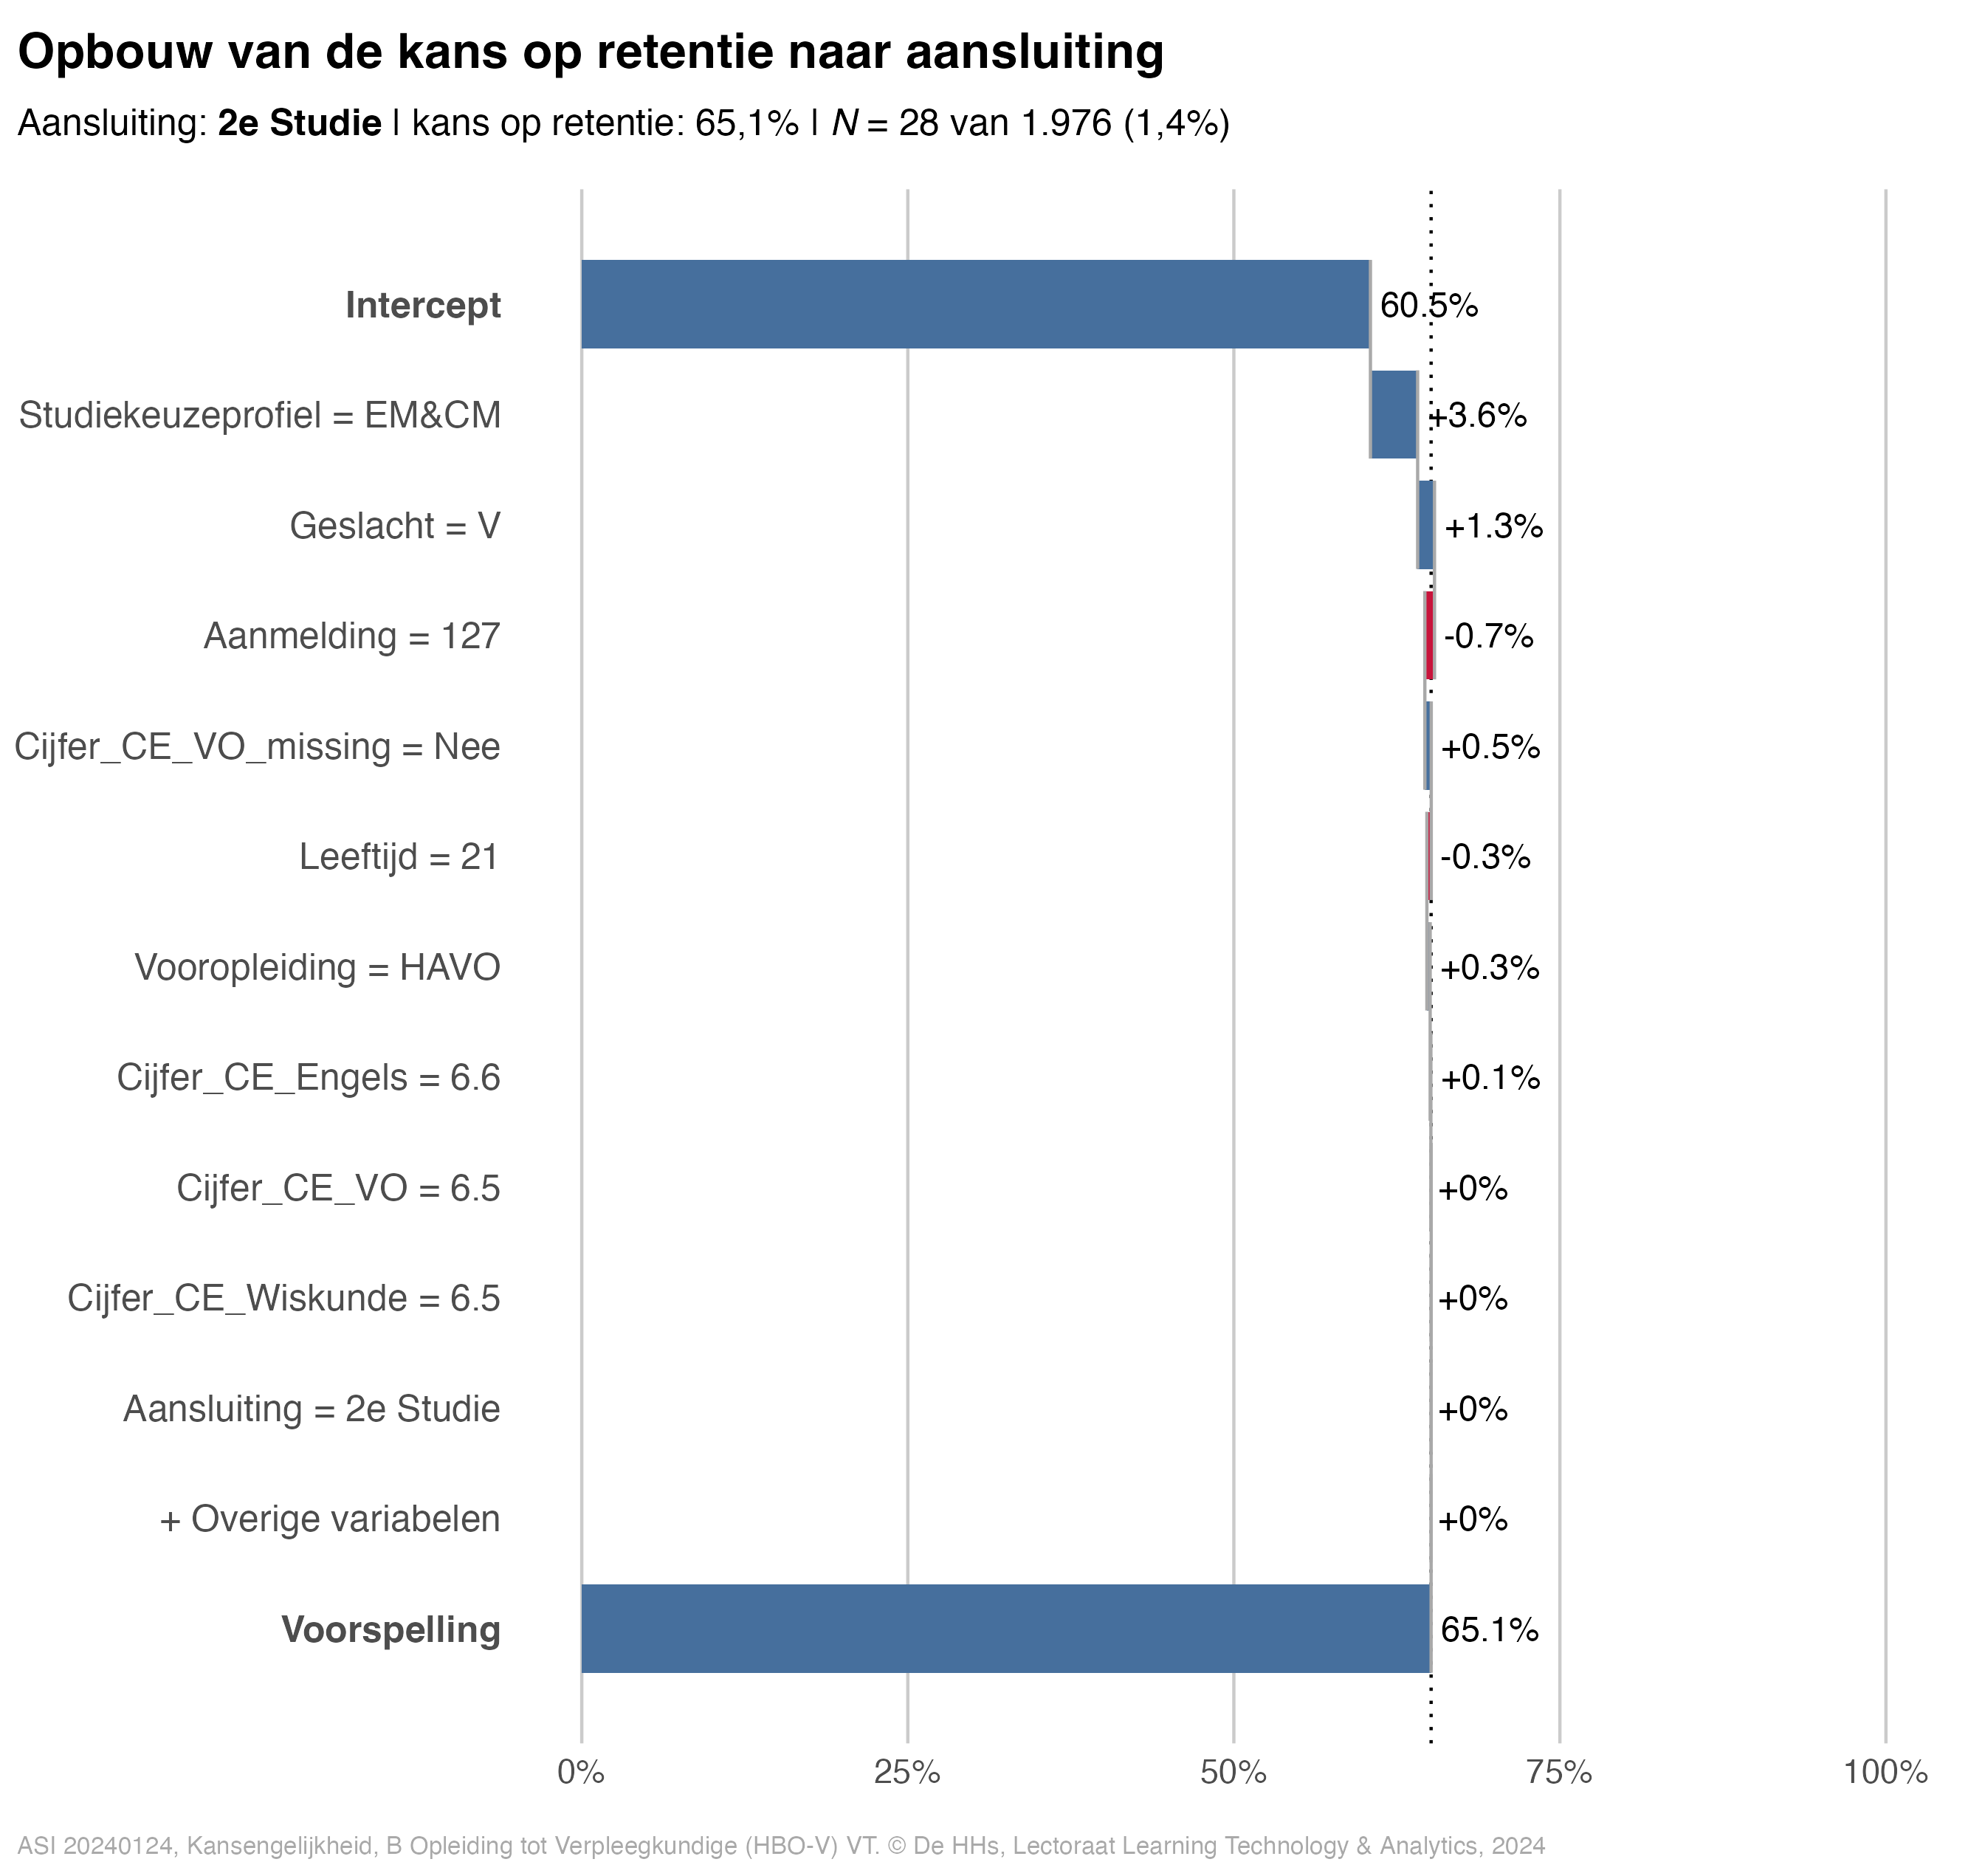 Opbouw van de kans op retentie naar aansluiting
Aansluiting: 2e Studie | kans op retentie: 65,1% | N = 28 van 1.976 (1,4%)
Intercept 60.5%
Studiekeuzeprofiel = EM&CM +3.6%
Geslacht = V +1.3%
Aanmelding = 127 -0.7%
Cijfer_CE_VO_missing = Nee +0.5%
Leeftijd = 21 -0.3%
Vooropleiding = HAVO +0.3%
Cijfer_CE_Engels = 6.6 +0.1%
Cijfer_CE_VO = 6.5 +0%
Cijfer_CE_Wiskunde = 6.5 +0%
Aansluiting = 2e Studie +0%
+ Overige variabelen +0%
Voorspelling 65.1%
0% 25% 50% 75% 100%
ASI 20240124, Kansengelijkheid, B Opleiding tot Verpleegkundige (HBO-V) VT. © De HHs, Lectoraat Learning Technology & Analytics, 2024